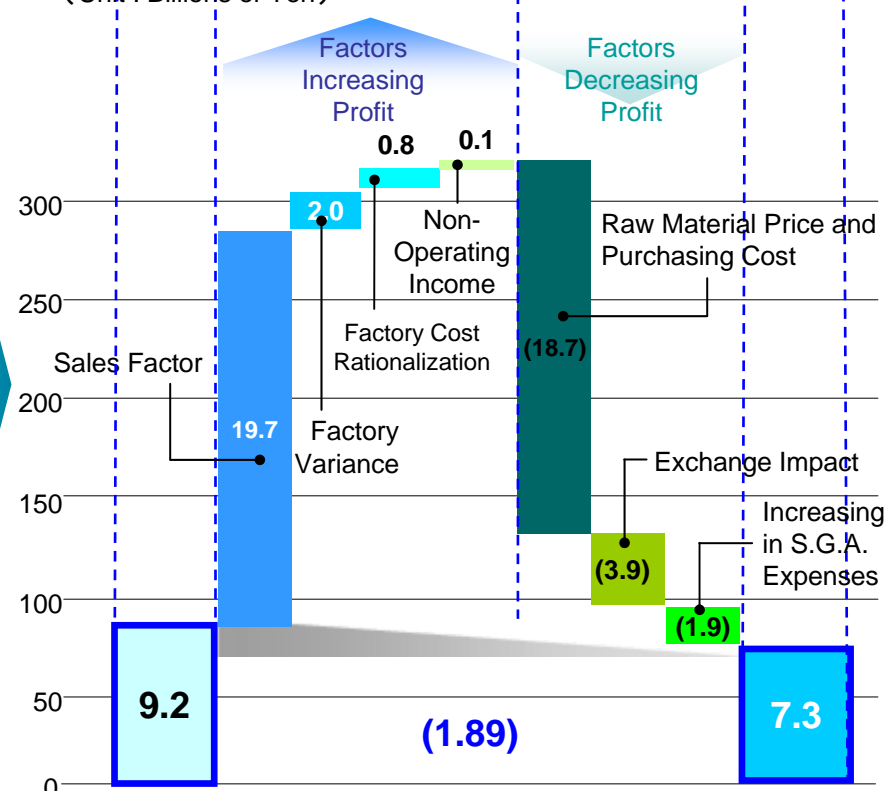 Factors
Increasing
Profit
Factors
Decreasing
Profit
0.8
0.1
300
2.0
Non-
Operating
Income
Raw Material Price and
Purchasing Cost
250
Factory Cost
Rationalization
(18.7)
Sales Factor
200
19.7
Factory
Variance
Exchange Impact
150
Increasing
in S.G.A.
Expenses
(3.9)
100
(1.9)
50
9.2
(1.89)
7.3
0